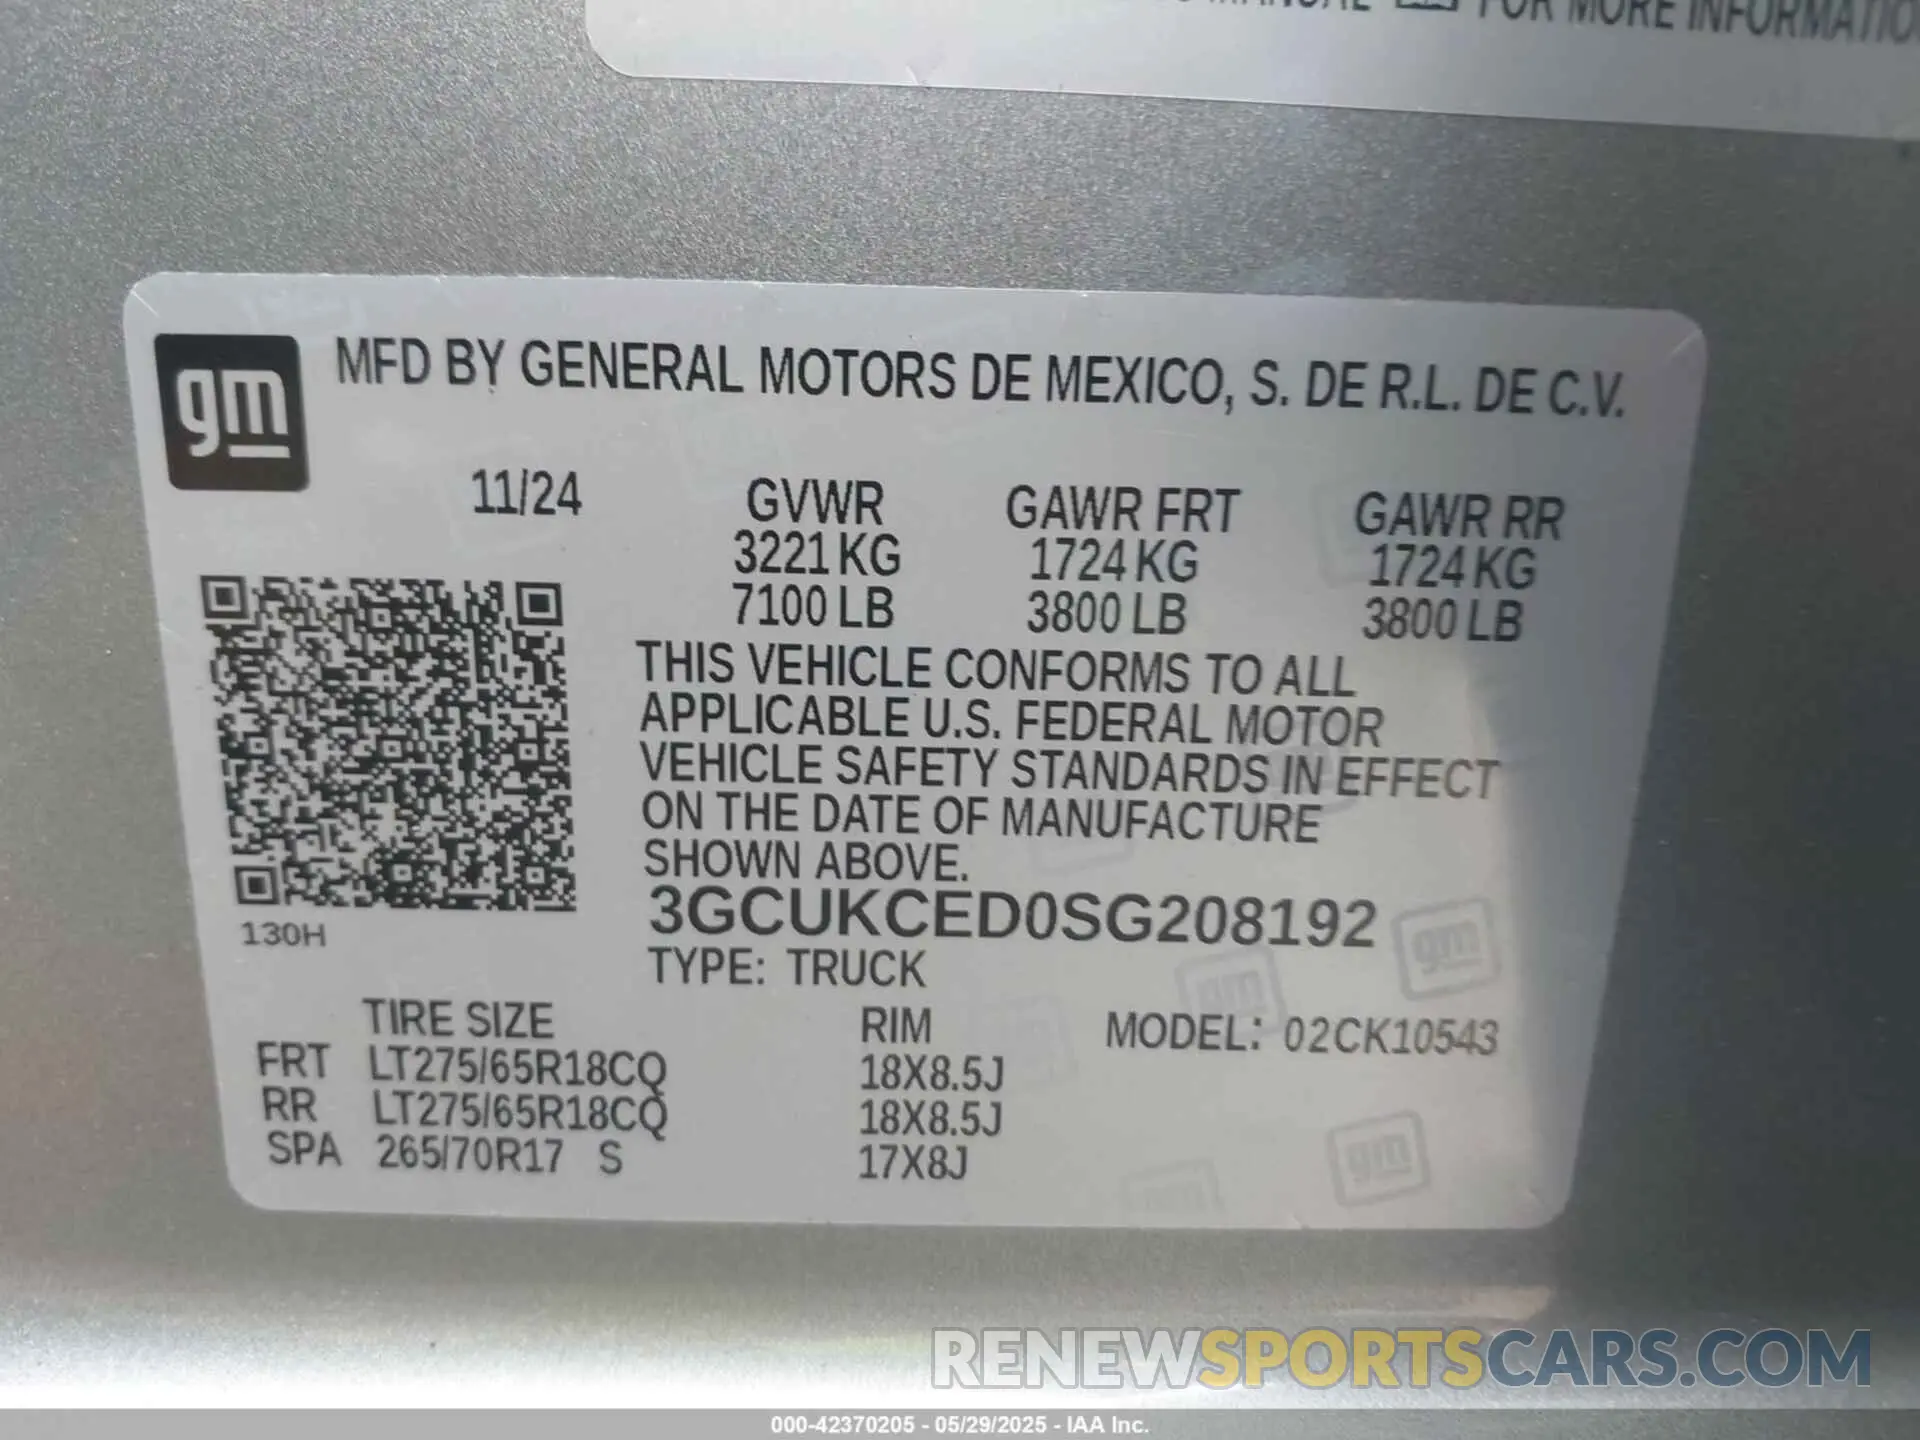 MANUAL FOR MORE INFORMATIO
gm
MFD BY GENERAL MOTORS DE MEXICO, S. DE R.L. DE C.V.
11/24 GVWR GAWR FRT GAWR RR
3221 KG 1724 KG 1724 KG
7100 LB 3800 LB 3800 LB
THIS VEHICLE CONFORMS TO ALL
APPLICABLE U.S. FEDERAL MOTOR
VEHICLE SAFETY STANDARDS IN EFFECT
ON THE DATE OF MANUFACTURE
SHOWN ABOVE.
3GCUKCED0SG208192
130H
TYPE: TRUCK
TIRE SIZE RIM MODEL: 02CK10543
FRT LT275/65R18CQ 18X8.5J
RR LT275/65R18CQ 18X8.5J
SPA 265/70R17 S 17X8J
gm
gm
gm
RENEWSPORTSCARS.COM
000-42370205 - 05/29/2025 - IAA Inc.